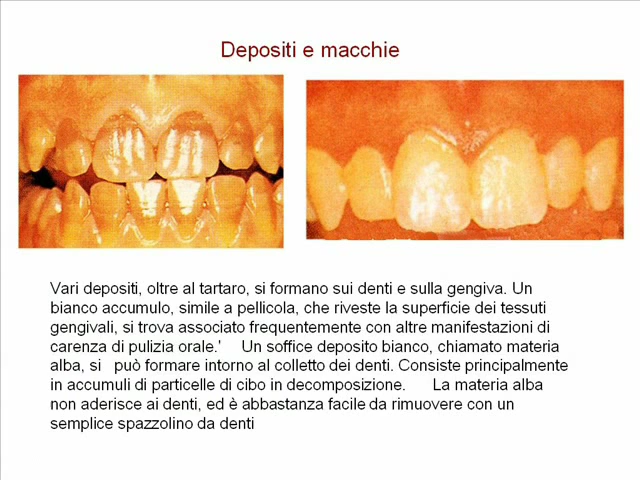 Depositi e macchie
Vari depositi, oltre al tartaro, si formano sui denti e sulla gengiva. Un
bianco accumulo, simile a pellicola, che riveste la superficie dei tessuti
gengivali, si trova associato frequentemente con altre manifestazioni di
carenza di pulizia orale.' Un soffice deposito bianco, chiamato materia
alba, si può formare intorno al colletto dei denti. Consiste principalmente
in accumuli di particelle di cibo in decomposizione. La materia alba
non aderisce ai denti, ed è abbastanza facile da rimuovere con un
semplice spazzolino da denti